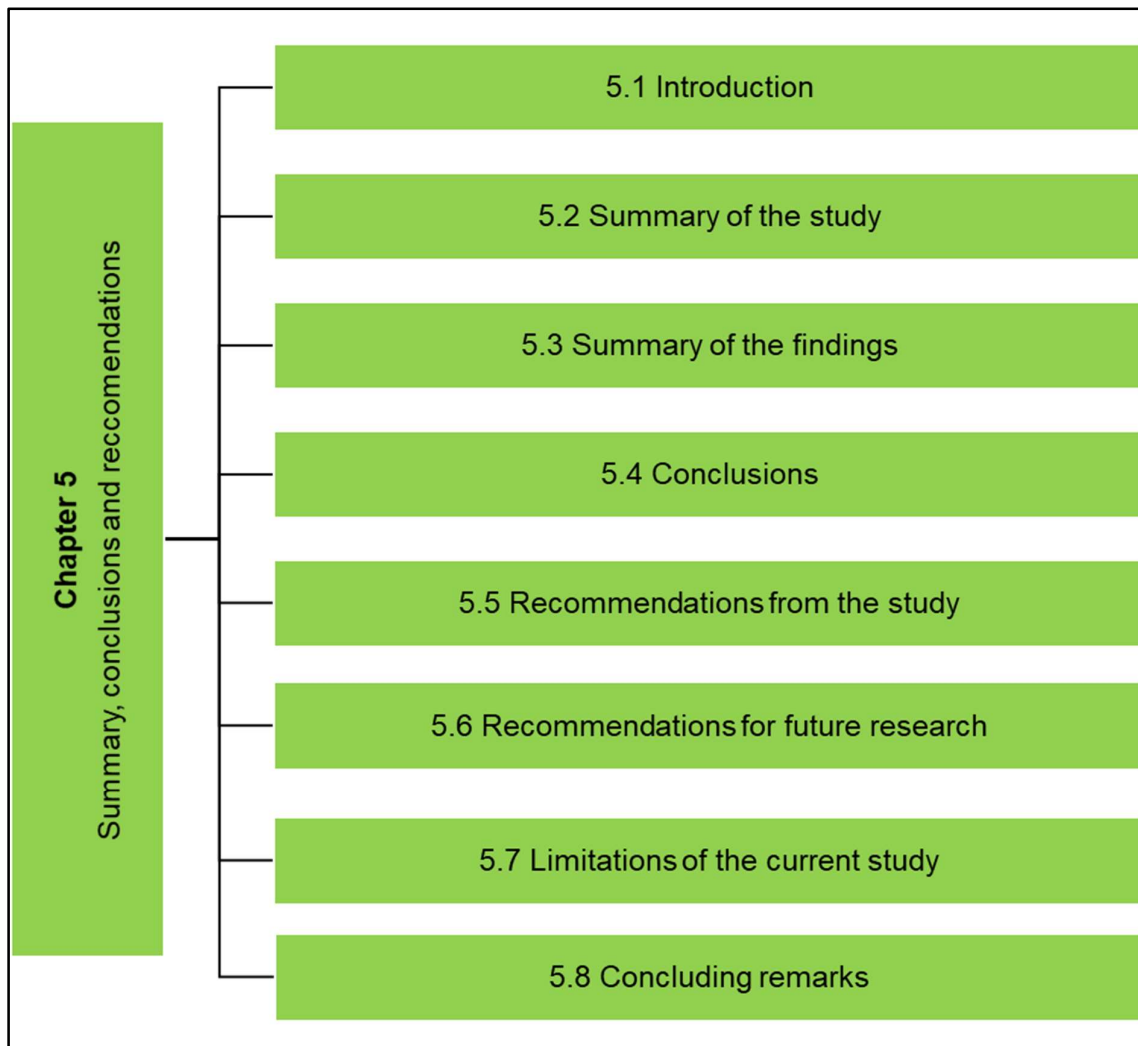 Chapter 5
Summary, conclusions and reccomendations
5.1 Introduction
5.2 Summary of the study
5.3 Summary of the findings
5.4 Conclusions
5.5 Recommendations from the study
5.6 Recommendations for future research
5.7 Limitations of the current study
5.8 Concluding remarks